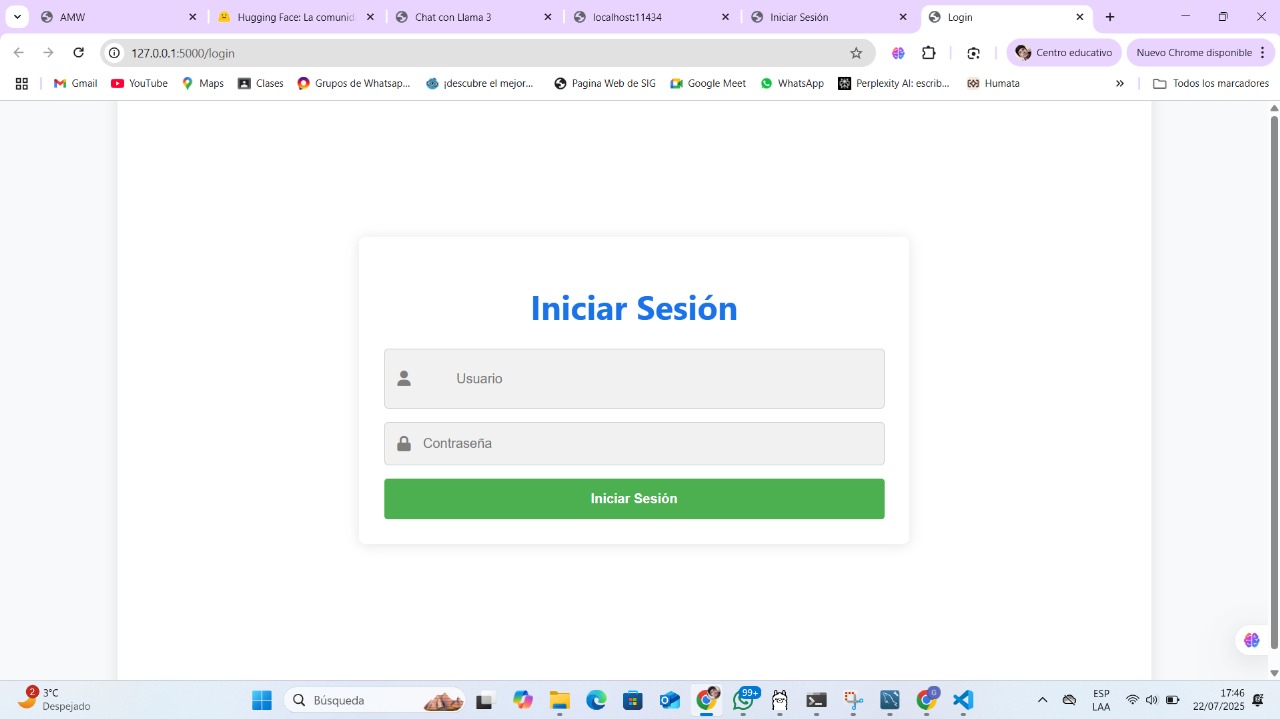 AMW
Hugging Face: La comunid
Chat con Llama 3
localhost:11434
Iniciar Sesión
Login
127.0.0.1:5000/login
Centro educativo
Nuevo Chrome disponible
Gmail
YouTube
Maps
Clases
Grupos de Whatsap...
¡descubre el mejor...
Pagina Web de SIG
Google Meet
WhatsApp
Perplexity AI: escrib...
Humata
»
Todos los marcadores
Iniciar Sesión
Usuario
Contraseña
Iniciar Sesión
2
3°C
Despejado
Búsqueda
99+
G
ESP
LAA
17:46
22/07/2025